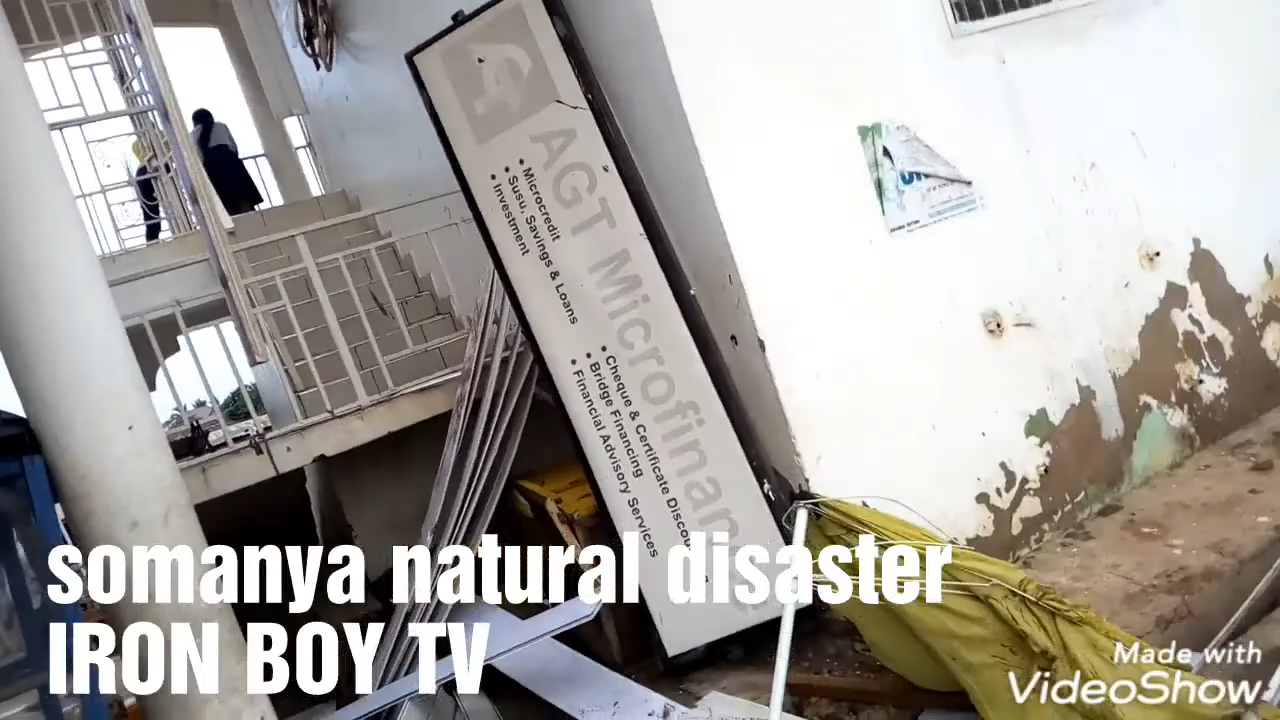 AGT Microfinance
• Microcredit
• Susu, Savings & Loans
• Investment
• Cheque & Certificate Discou
• Bridge Financing
• Financial Advisory Services
somanya natural disaster
IRON BOY TV
Made with
VideoShow